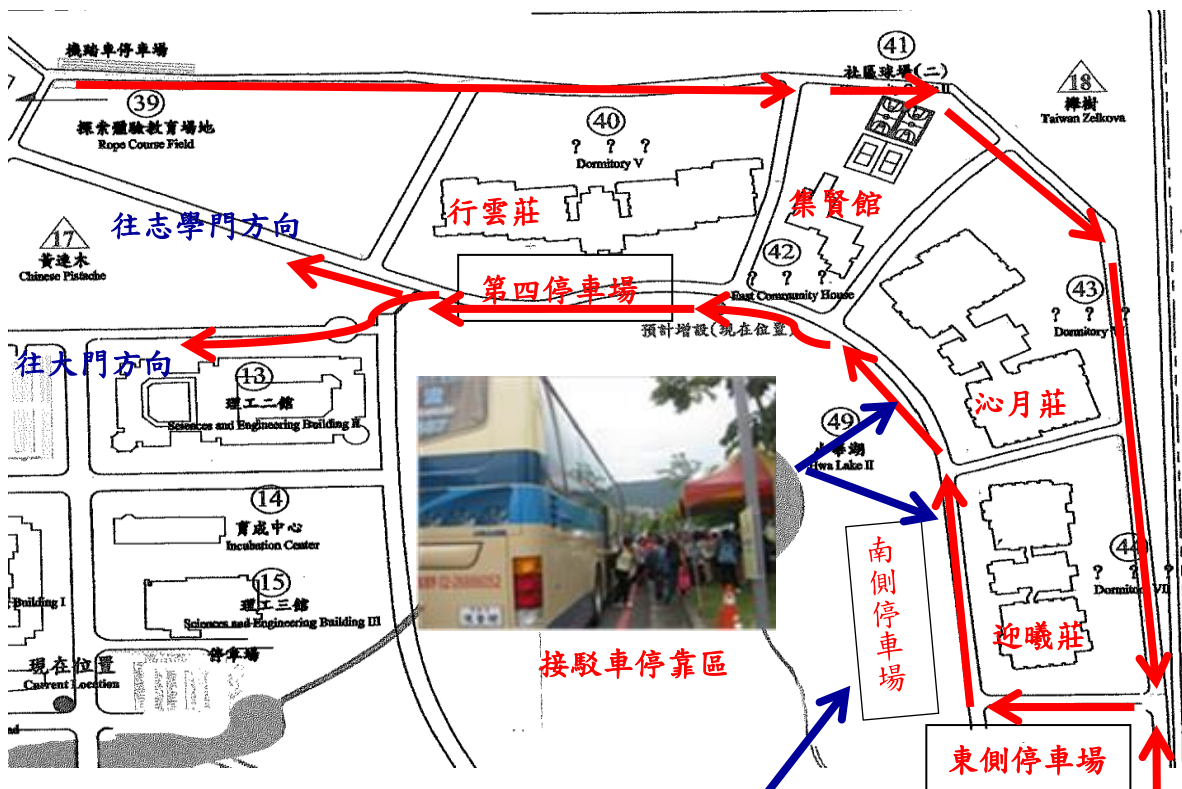 機踏車停車場
39
探索體驗教育場地
Rope Course Field
41
社區球場(二)
18
櫸樹
Taiwan Zelkova
40
? ? ?
Dormitory V
行雲莊
集賢館
17
黃連木
Chinese Pistache
往志學門方向
42
? ? ?
East Community House
第四停車場
預計增設(現在位置)
43
? ? ?
Dormitory
沁月莊
往大門方向
13
理工二館
Sciences and Engineering Building II
49
華湖
Hwa Lake II
14
育成中心
Incubation Center
15
理工三館
Sciences and Engineering Building III
Building I
停車場
現在位置
Current Location
接駁車停靠區
南側停車場
44
? ? ?
Dormitory VII
迎曦莊
東側停車場